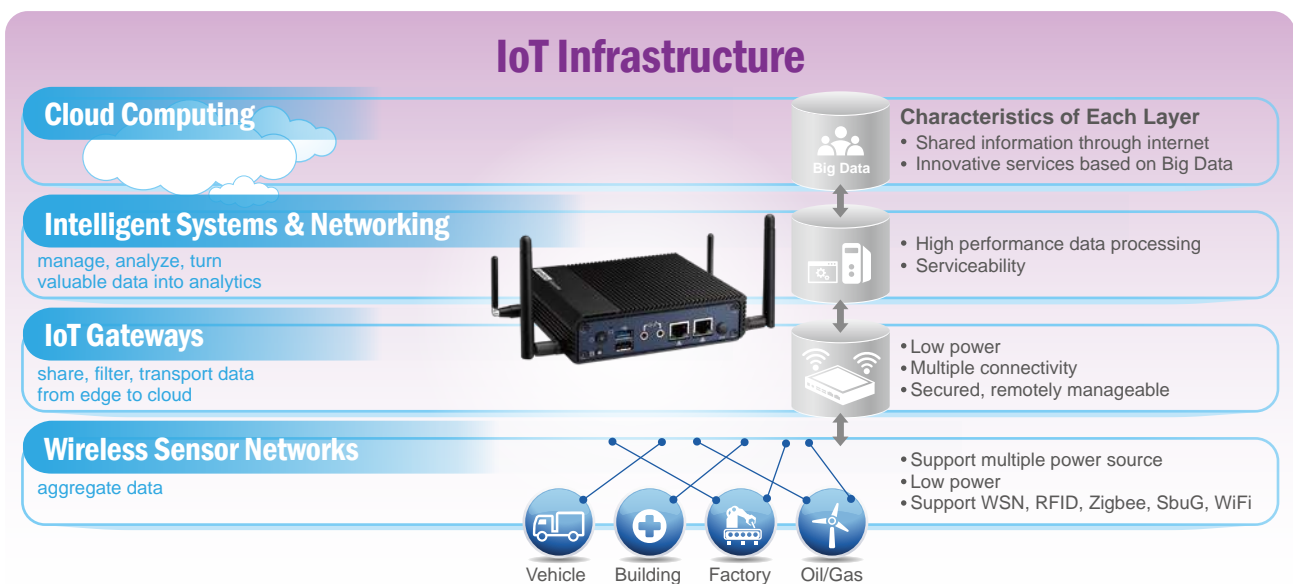 IoT Infrastructure
Cloud Computing
Big Data
Characteristics of Each Layer
• Shared information through internet
• Innovative services based on Big Data
Intelligent Systems & Networking
manage, analyze, turn
valuable data into analytics
• High performance data processing
• Serviceability
IoT Gateways
share, filter, transport data
from edge to cloud
• Low power
• Multiple connectivity
• Secured, remotely manageable
Wireless Sensor Networks
aggregate data
• Support multiple power source
• Low power
• Support WSN, RFID, Zigbee, SbuG, WiFi
Vehicle
Building
Factory
Oil/Gas